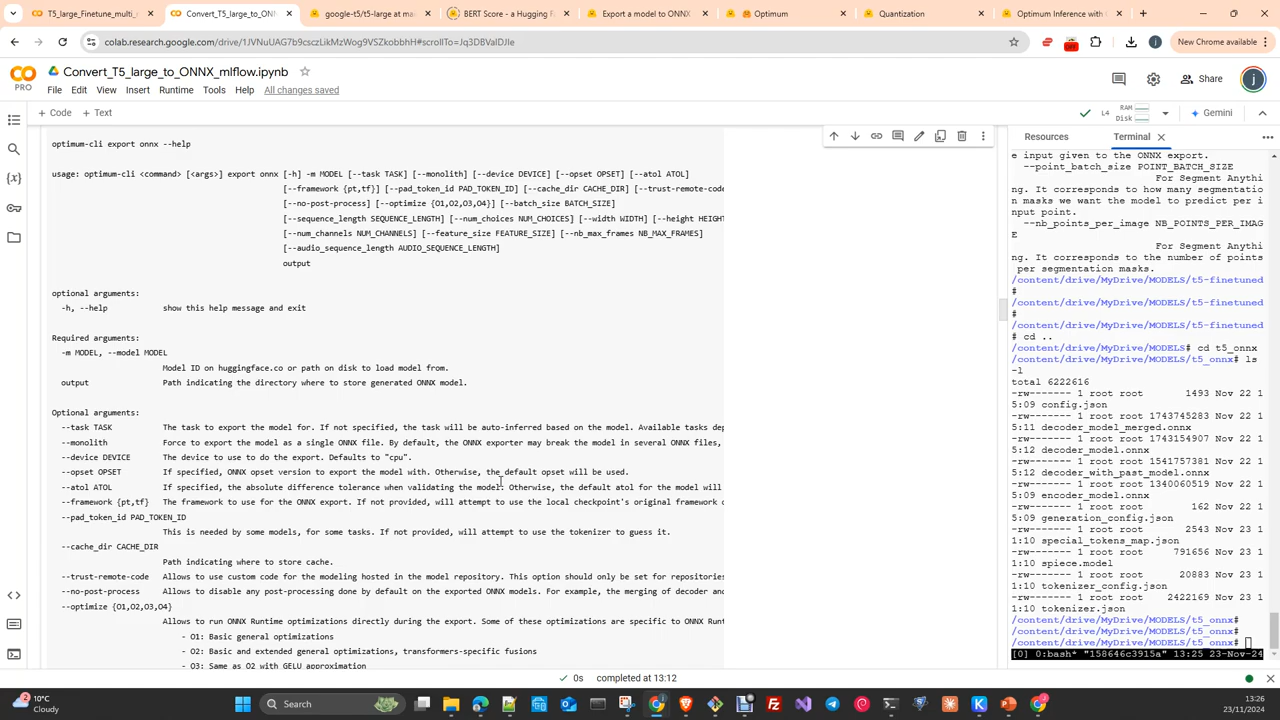 T5_large_Finetune_multi_
Convert_T5_large_to_ON
google-t5/t5-large at ma
BERT Score - a Hugging F
Export a model to ONNX
Optimum
Quantization
Optimum Inference with
colab.research.google.com/drive/1JVNuUAG7b9csczLikMzWog9VSZkobbhH#scrollTo=Jq3DBVaIDJIe
OFF
New Chrome available
Convert_T5_large_to_ONNX_mlflow.ipynb
PRO
File Edit View Insert Runtime Tools Help All changes saved
Share
+ Code + Text
L4
RAM
Disk
Gemini
optimum-cli export onnx --help
usage: optimum-cli <command> [<args>] export onnx [-h] -m MODEL [--task TASK] [--monolith] [--device DEVICE] [--opset OPSET] [--atol ATOL]
[--framework {pt,tf}] [--pad_token_id PAD_TOKEN_ID] [--cache_dir CACHE_DIR] [--trust-remote-code
[--no-post-process] [--optimize {O1,O2,O3,O4}] [--batch_size BATCH_SIZE]
[--sequence_length SEQUENCE_LENGTH] [--num_choices NUM_CHOICES] [--width WIDTH] [--height HEIGHT
[--num_channels NUM_CHANNELS] [--feature_size FEATURE_SIZE] [--nb_max_frames NB_MAX_FRAMES]
[--audio_sequence_length AUDIO_SEQUENCE_LENGTH]
output
optional arguments:
-h, --help show this help message and exit
Required arguments:
-m MODEL, --model MODEL
Model ID on huggingface.co or path on disk to load model from.
output Path indicating the directory where to store generated ONNX model.
Optional arguments:
--task TASK The task to export the model for. If not specified, the task will be auto-inferred based on the model. Available tasks dep
--monolith Force to export the model as a single ONNX file. By default, the ONNX exporter may break the model in several ONNX files,
--device DEVICE The device to use to do the export. Defaults to "cpu".
--opset OPSET If specified, ONNX opset version to export the model with. Otherwise, the default opset will be used.
--atol ATOL If specified, the absolute difference tolerance when validating the model. Otherwise, the default atol for the model will
--framework {pt,tf} The framework to use for the ONNX export. If not provided, will attempt to use the local checkpoint's original framework o
--pad_token_id PAD_TOKEN_ID
This is needed by some models, for some tasks. If not provided, will attempt to use the tokenizer to guess it.
--cache_dir CACHE_DIR
Path indicating where to store cache.
--trust-remote-code Allows to use custom code for the modeling hosted in the model repository. This option should only be set for repositories
--no-post-process Allows to disable any post-processing done by default on the exported ONNX models. For example, the merging of decoder and
--optimize {O1,O2,O3,O4}
Allows to run ONNX Runtime optimizations directly during the export. Some of these optimizations are specific to ONNX Runt
- O1: Basic general optimizations
- O2: Basic and extended general optimizations, transformers-specific fusions
- O3: Same as O2 with GELU approximation
Resources Terminal
e input given to the ONNX export.
--point_batch_size POINT_BATCH_SIZE
For Segment Anythi
ng. It corresponds to how many segmentatio
n masks we want the model to predict per i
nput point.
--nb_points_per_image NB_POINTS_PER_IMAG
E
For Segment Anythi
ng. It corresponds to the number of points
per segmentation masks.
/content/drive/MyDrive/MODELS/t5-finetuned
#
/content/drive/MyDrive/MODELS/t5-finetuned
#
/content/drive/MyDrive/MODELS/t5-finetuned
# cd ..
/content/drive/MyDrive/MODELS# cd t5_onnx
/content/drive/MyDrive/MODELS/t5_onnx# ls
-l
total 6222616
-rw------- 1 root root 1493 Nov 22 1
5:09 config.json
-rw------- 1 root root 1743745283 Nov 22 1
5:11 decoder_model_merged.onnx
-rw------- 1 root root 1743154907 Nov 22 1
5:12 decoder_model.onnx
-rw------- 1 root root 1541757381 Nov 22 1
5:12 decoder_with_past_model.onnx
-rw------- 1 root root 1340060519 Nov 22 1
5:09 encoder_model.onnx
-rw------- 1 root root 162 Nov 22 1
5:09 generation_config.json
-rw------- 1 root root 2543 Nov 23 1
1:10 special_tokens_map.json
-rw------- 1 root root 791656 Nov 23 1
1:10 spiece.model
-rw------- 1 root root 20883 Nov 23 1
1:10 tokenizer_config.json
-rw------- 1 root root 2422169 Nov 23 1
1:10 tokenizer.json
/content/drive/MyDrive/MODELS/t5_onnx#
/content/drive/MyDrive/MODELS/t5_onnx#
/content/drive/MyDrive/MODELS/t5_onnx#
[0] 0:bash* "158646c3915a" 13:25 23-Nov-24
0s completed at 13:12
10°C
Cloudy
Search
13:26
23/11/2024